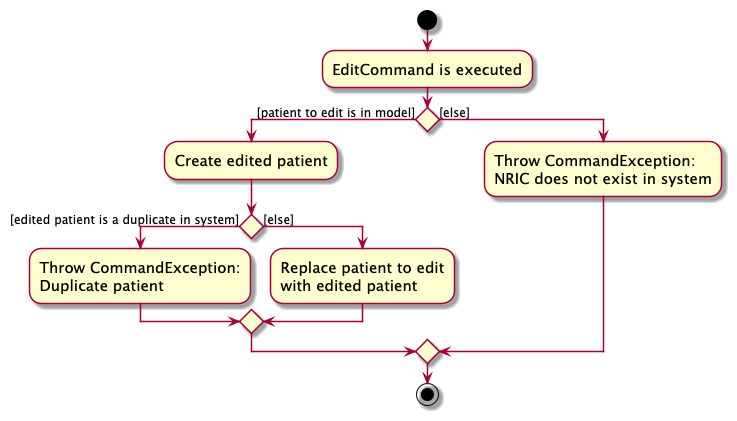 EditCommand is executed
[patient to edit is in model]
[else]
Create edited patient
Throw CommandException:
NRIC does not exist in system
[edited patient is a duplicate in system]
[else]
Throw CommandException:
Duplicate patient
Replace patient to edit
with edited patient